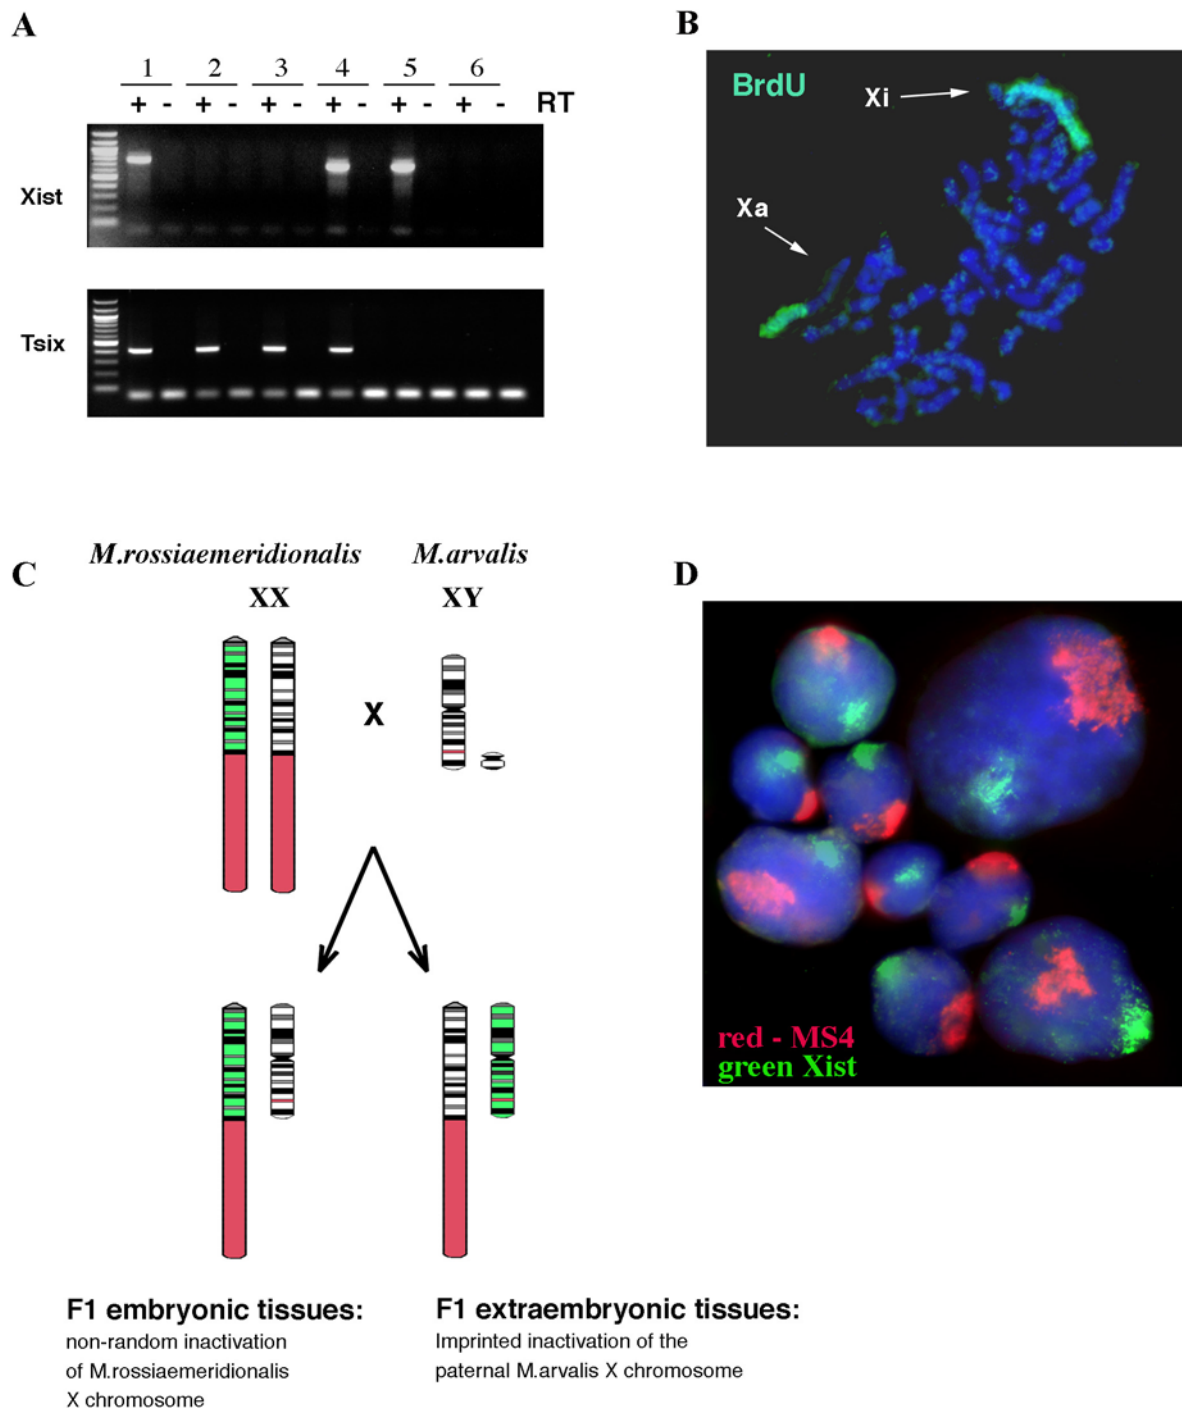 A
1 2 3 4 5 6
+ - + - + - + - + - + - RT
Xist
Tsix
B
BrdU
Xi
Xa
C
M.rossiaemeridionalis M.arvalis
XX XY
X
F1 embryonic tissues:
non-random inactivation
of M.rossiaemeridionalis
X chromosome
F1 extraembryonic tissues:
Imprinted inactivation of the
paternal M.arvalis X chromosome
D
red - MS4
green Xist